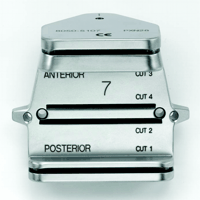 CE
ANTERIOR CUT 3
7
CUT 4
CUT 2
POSTERIOR CUT 1